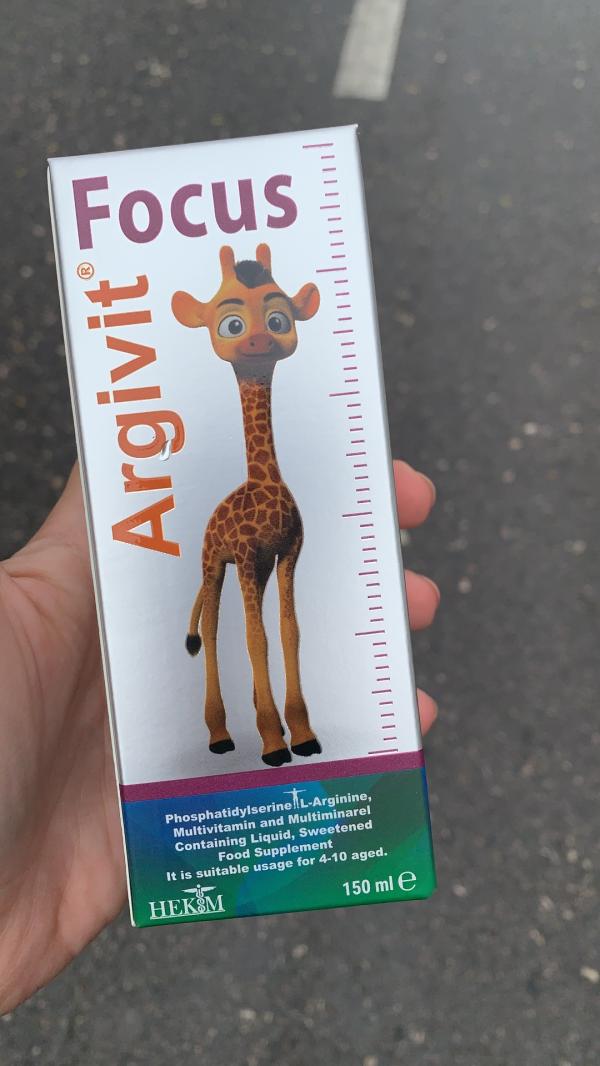 Focus
Argivit®
Phosphatidylserine L-Arginine,
Multivitamin and Multiminarel
Containing Liquid, Sweetened
Food Supplement
It is suitable usage for 4-10 aged.
HEKİM
150 ml ℮